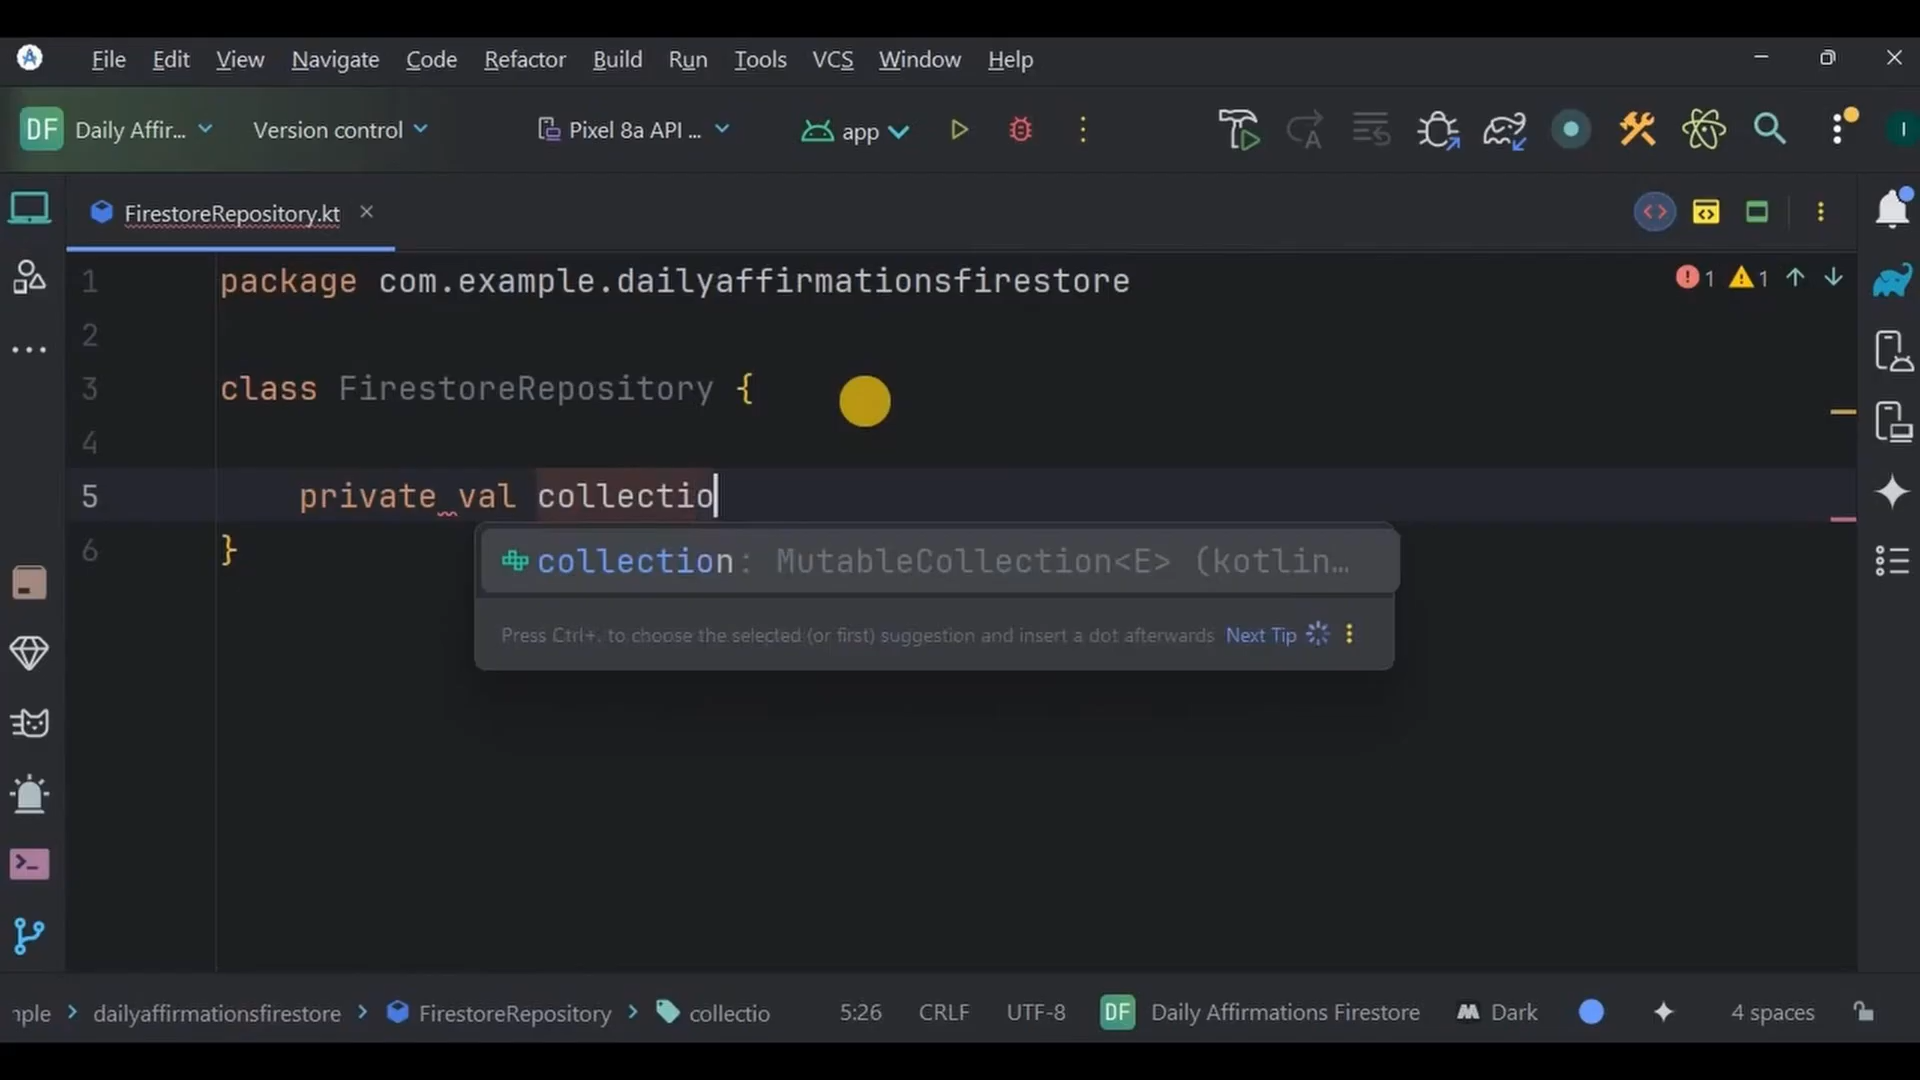 File Edit View Navigate Code Refactor Build Run Tools VCS Window Help
DF Daily Affir... Version control Pixel 8a API ... app I
FirestoreRepository.kt
1 package com.example.dailyaffirmationsfirestore 1 1
2
3 class FirestoreRepository {
4
5 private val collectio
6 }
collection: MutableCollection<E> (kotlin...
Press Ctrl+. to choose the selected (or first) suggestion and insert a dot afterwards Next Tip
nple > dailyaffirmationsfirestore > FirestoreRepository > collectio 5:26 CRLF UTF-8 DF Daily Affirmations Firestore Dark 4 spaces